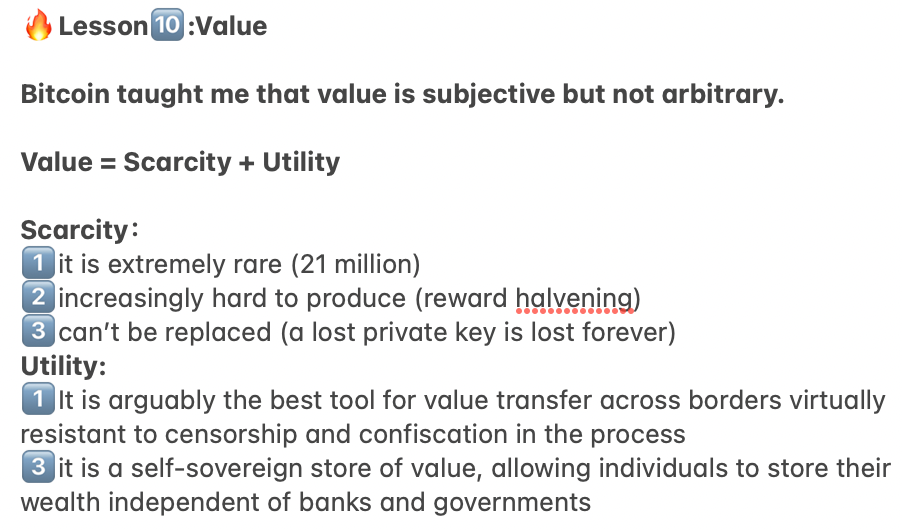 🔥 Lesson🔟:Value
Bitcoin taught me that value is subjective but not arbitrary.
Value = Scarcity + Utility
Scarcity：
1️⃣it is extremely rare (21 million)
2️⃣increasingly hard to produce (reward halvening)
3️⃣can’t be replaced (a lost private key is lost forever)
Utility:
1️⃣It is arguably the best tool for value transfer across borders virtually
resistant to censorship and confiscation in the process
3️⃣it is a self-sovereign store of value, allowing individuals to store their
wealth independent of banks and governments